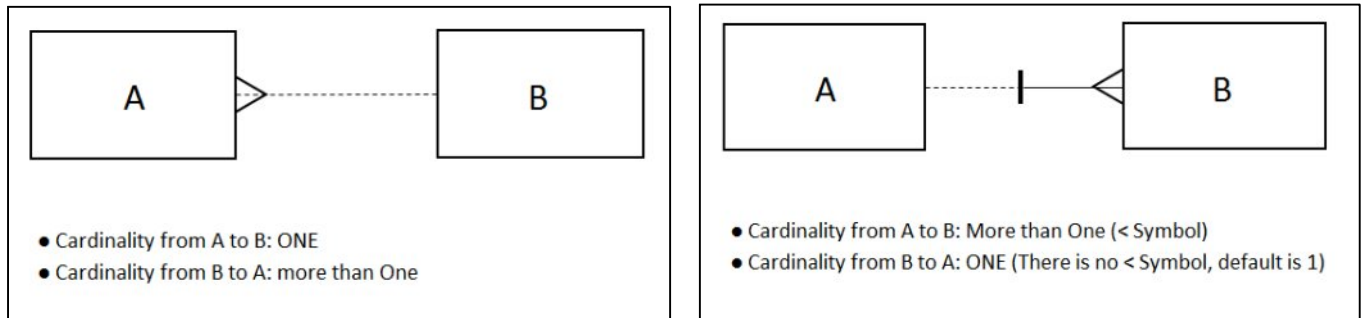 A
B
● Cardinality from A to B: ONE
● Cardinality from B to A: more than One
A
B
● Cardinality from A to B: More than One (< Symbol)
● Cardinality from B to A: ONE (There is no < Symbol, default is 1)